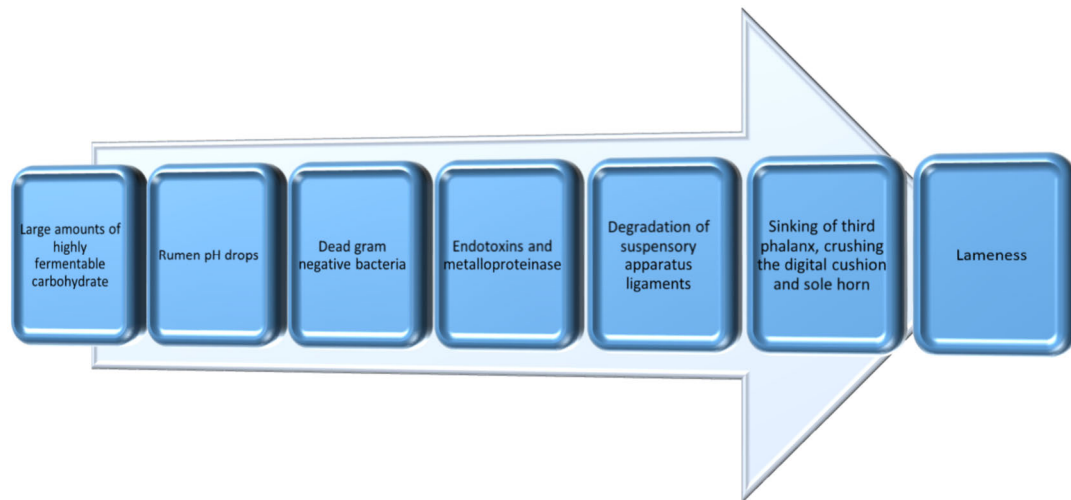 Large amounts of
highly
fermentable
carbohydrate
Rumen pH drops
Dead gram
negative bacteria
Endotoxins and
metalloproteinase
Degradation of
suspensory
apparatus
ligaments
Sinking of third
phalanx, crushing
the digital cushion
and sole horn
Lameness